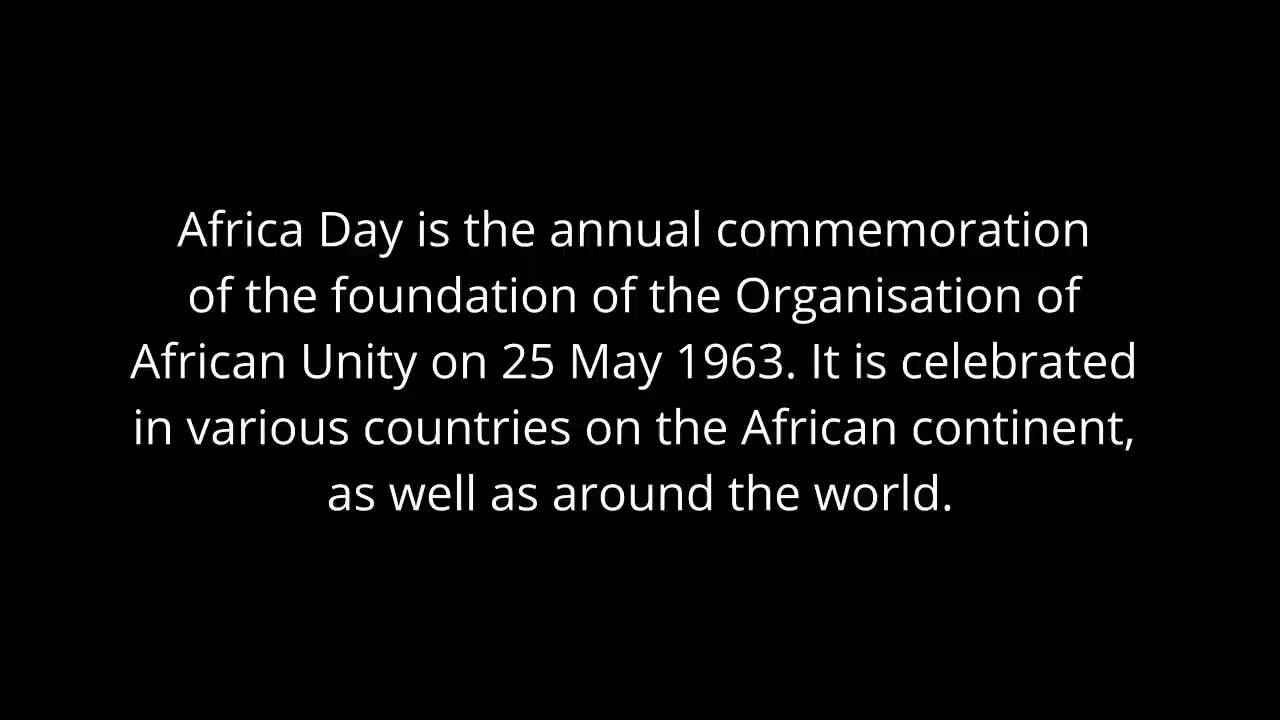 Africa Day is the annual commemoration
of the foundation of the Organisation of
African Unity on 25 May 1963. It is celebrated
in various countries on the African continent,
as well as around the world.